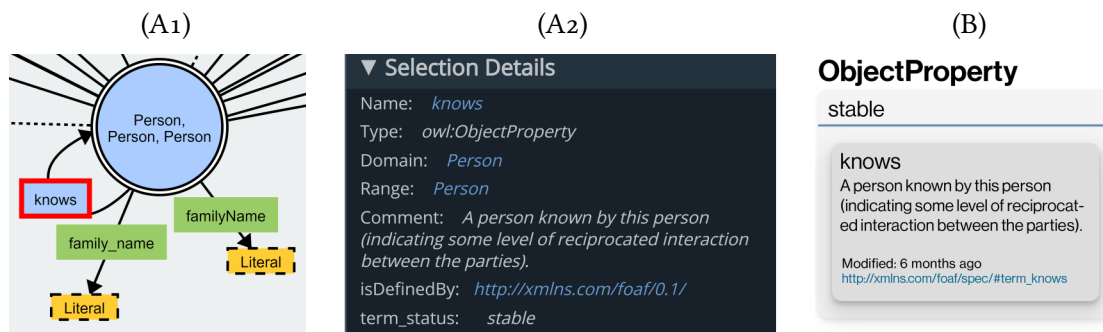 (A1)
(A2)
(B)
Person,
Person, Person
knows
familyName
family_name
Literal
Literal
▼ Selection Details
Name: knows
Type: owl:ObjectProperty
Domain: Person
Range: Person
Comment: A person known by this person
(indicating some level of reciprocated interaction
between the parties).
isDefinedBy: http://xmlns.com/foaf/0.1/
term_status: stable
ObjectProperty
stable
knows
A person known by this person
(indicating some level of reciprocat-
ed interaction between the parties).
Modified: 6 months ago
http://xmlns.com/foaf/spec/#term_knows